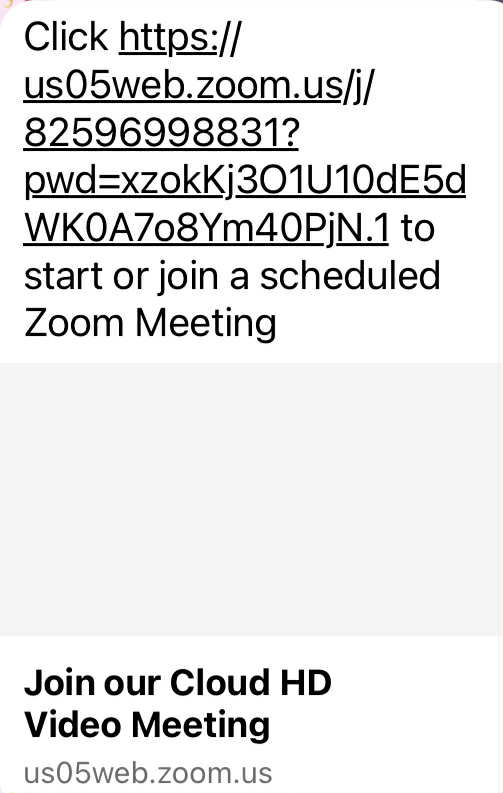 Click https://
us05web.zoom.us/j/
82596998831?
pwd=xzokKj3O1U10dE5d
WK0A7o8Ym40PjN.1 to
start or join a scheduled
Zoom Meeting
Join our Cloud HD
Video Meeting
us05web.zoom.us